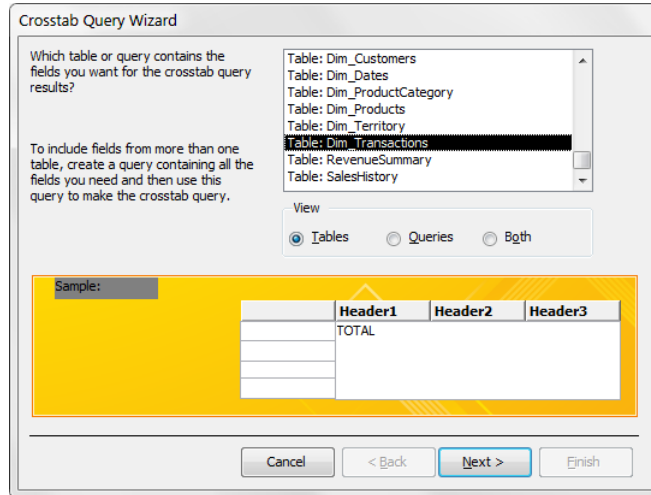 Crosstab Query Wizard
Which table or query contains the
fields you want for the crosstab query
results?
To include fields from more than one
table, create a query containing all the
fields you need and then use this
query to make the crosstab query.
Table: Dim_Customers
Table: Dim_Dates
Table: Dim_ProductCategory
Table: Dim_Products
Table: Dim_Territory
Table: Dim_Transactions
Table: RevenueSummary
Table: SalesHistory
View
Tables Queries Both
Sample:
Header1 Header2 Header3
TOTAL
Cancel < Back Next > Finish